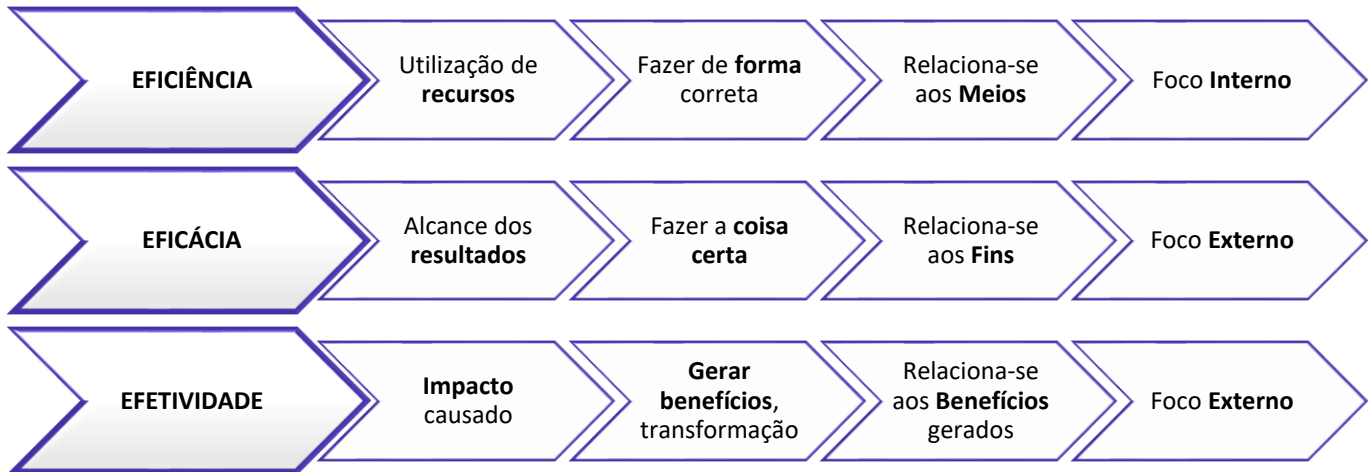 EFICIÊNCIA
Utilização de
recursos
Fazer de forma
correta
Relaciona-se
aos Meios
Foco Interno
EFICÁCIA
Alcance dos
resultados
Fazer a coisa
certa
Relaciona-se
aos Fins
Foco Externo
EFETIVIDADE
Impacto
causado
Gerar
benefícios,
transformação
Relaciona-se
aos Benefícios
gerados
Foco Externo